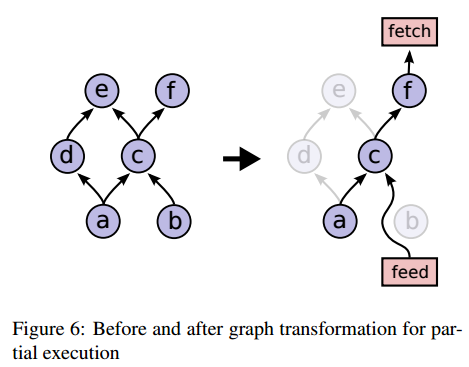 fetch
e
f
e
f
d
c
d
c
a
b
a
b
feed
Figure 6: Before and after graph transformation for par-
tial execution